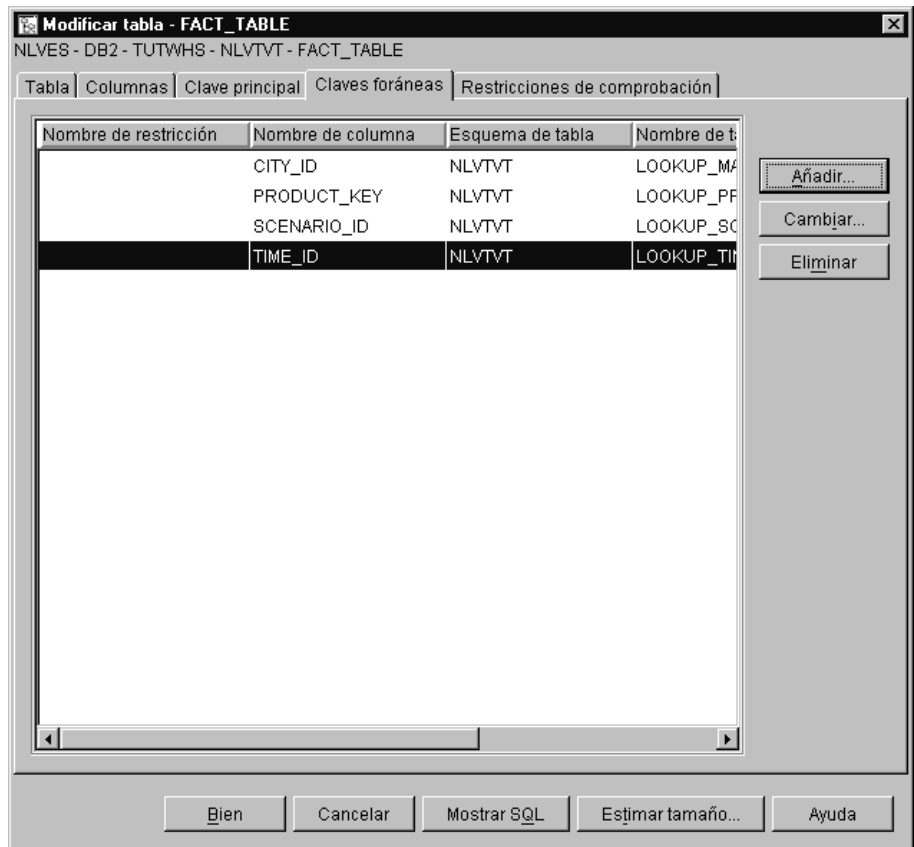 Modificar tabla - FACT_TABLE
NLVES - DB2 - TUTWHS - NLVTVT - FACT_TABLE
Tabla Columnas Clave principal Claves foráneas Restricciones de comprobación
Nombre de restricción Nombre de columna Esquema de tabla Nombre de
CITY_ID NLVTVT
PRODUCT_KEY NLVTVT
SCENARIO_ID NLVTVT
TIME_ID NLVTVT
Añadir...
Cambiar...
Eliminar
Bien Cancelar Mostrar SQL Estimar tamaño... Ayuda